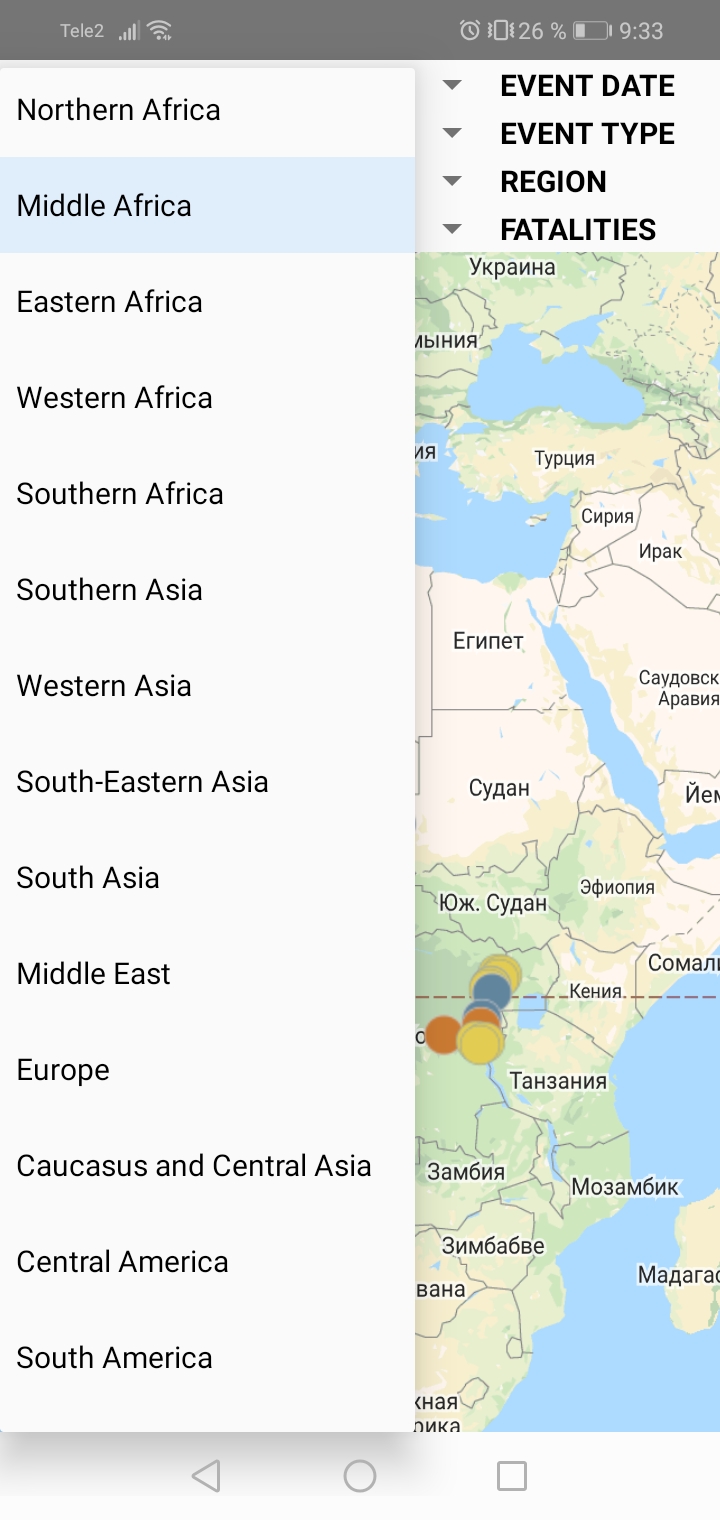 Tele2 26 % 9:33
EVENT DATE
EVENT TYPE
REGION
FATALITIES
Northern Africa
Middle Africa
Eastern Africa
Western Africa
Southern Africa
Southern Asia
Western Asia
South-Eastern Asia
South Asia
Middle East
Europe
Caucasus and Central Asia
Central America
South America
Украина
мыния
ия
Турция
Сирия
Ирак
Египет
Саудовск
Аравия
Судан
Йем
Эфиопия
Юж. Судан
Сомали
Кения
Танзания
Замбия
Мозамбик
Зимбабве
Мадагас
вана
жная
рика